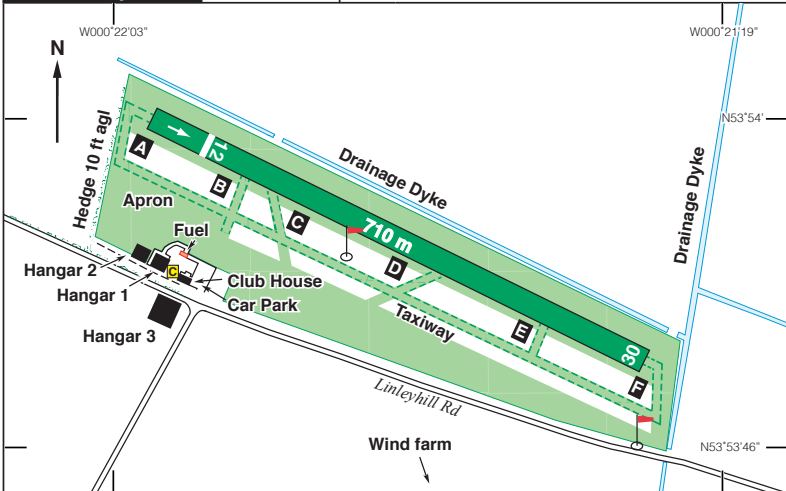 W000°22'03"
W000°21'19"
N
N53°54'
Hedge 10 ft agl
Drainage Dyke
Drainage Dyke
12
A
B
Apron
C
710 m
Fuel
D
Hangar 2
C
Club House
Hangar 1
Car Park
Taxiway
Hangar 3
E
30
F
Linleyhill Rd
Wind farm
N53°53'46"